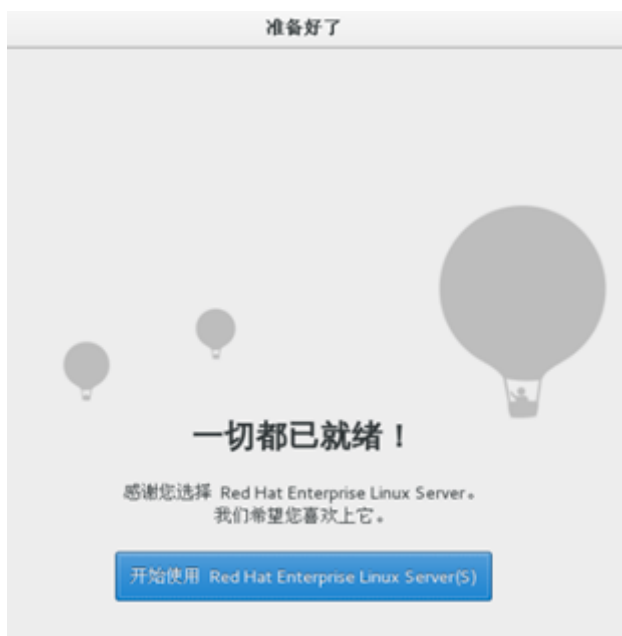 准备好了
一切都已就绪！
感谢您选择 Red Hat Enterprise Linux Server。
我们希望您喜欢上它。
开始使用 Red Hat Enterprise Linux Server(S)